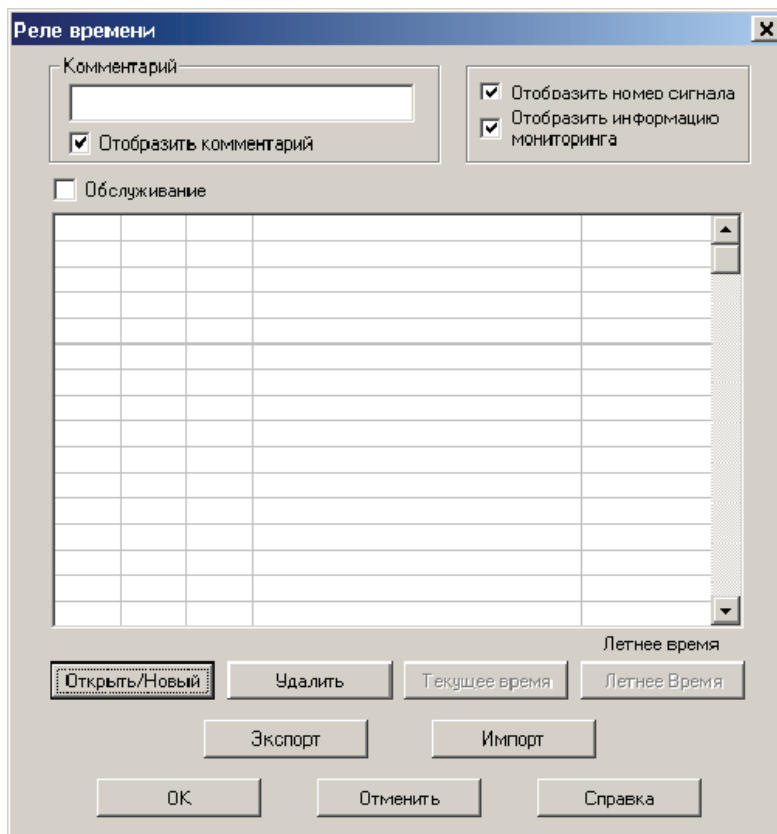 Реле времени
Комментарий
Отобразить комментарий
Отобразить номер сигнала
Отобразить информацию
мониторинга
Обслуживание
Летнее время
Открыть/Новый
Удалить
Текущее время
Летнее Время
Экспорт
Импорт
OK
Отменить
Справка